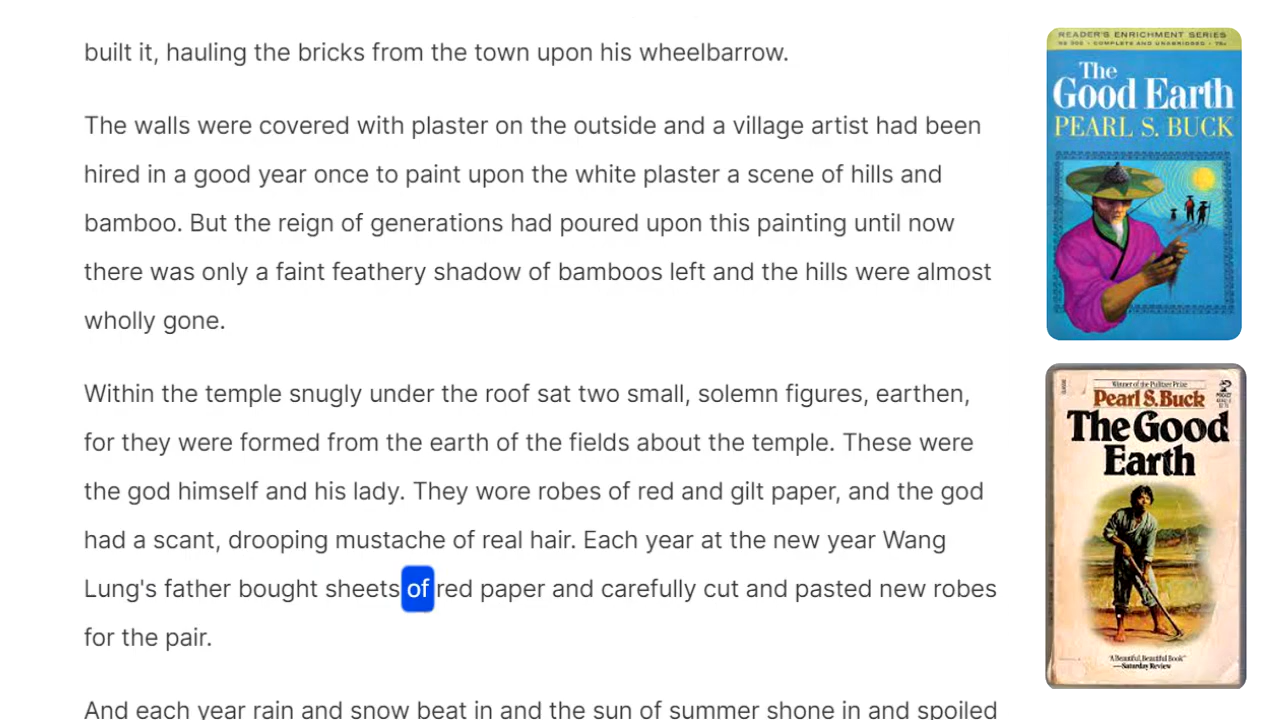 built it, hauling the bricks from the town upon his wheelbarrow.
The walls were covered with plaster on the outside and a village artist had been
hired in a good year once to paint upon the white plaster a scene of hills and
bamboo. But the reign of generations had poured upon this painting until now
there was only a faint feathery shadow of bamboos left and the hills were almost
wholly gone.
Within the temple snugly under the roof sat two small, solemn figures, earthen,
for they were formed from the earth of the fields about the temple. These were
the god himself and his lady. They wore robes of red and gilt paper, and the god
had a scant, drooping mustache of real hair. Each year at the new year Wang
Lung's father bought sheets of red paper and carefully cut and pasted new robes
for the pair.
And each year rain and snow beat in and the sun of summer shone in and spoiled
READER'S ENRICHMENT SERIES
COMPLETE AND UNABRIDGED
The
Good Earth
PEARL S. BUCK
Winner of the Pulitzer Prize
Pearl S. Buck
The Good
Earth
"A Beautiful, Beautiful Book"
—Saturday Review